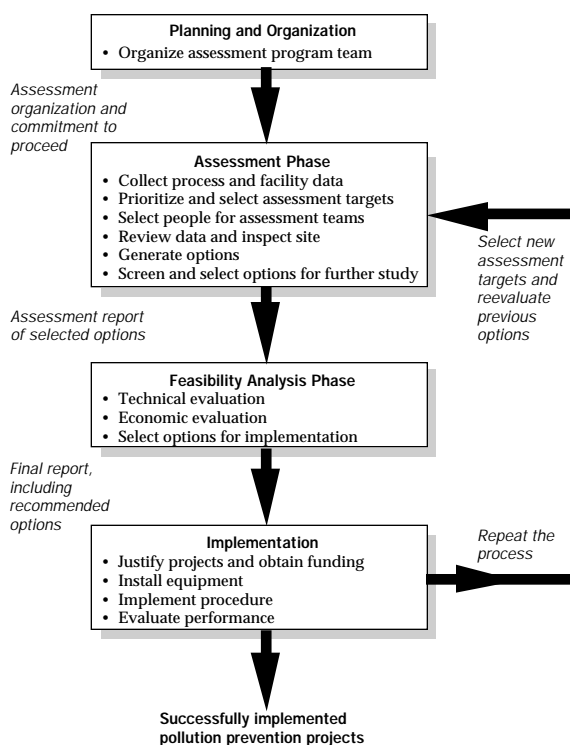 Planning and Organization
• Organize assessment program team
Assessment
organization and
commitment to
proceed
Assessment Phase
• Collect process and facility data
• Prioritize and select assessment targets
• Select people for assessment teams
• Review data and inspect site
• Generate options
• Screen and select options for further study
Select new
assessment
targets and
reevaluate
previous
options
Assessment report
of selected options
Feasibility Analysis Phase
• Technical evaluation
• Economic evaluation
• Select options for implementation
Final report,
including
recommended
options
Implementation
• Justify projects and obtain funding
• Install equipment
• Implement procedure
• Evaluate performance
Repeat the
process
Successfully implemented
pollution prevention projects